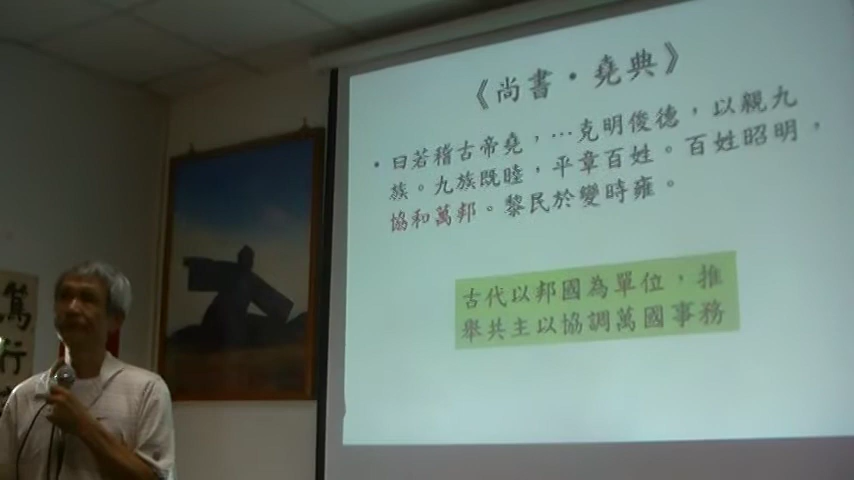 《尚書·堯典》
• 曰若稽古帝堯，…克明俊德，以親九
族。九族既睦，平章百姓。百姓昭明，
協和萬邦。黎民於變時雍。
古代以邦國為單位，推
舉共主以協調萬國事務
篤
行